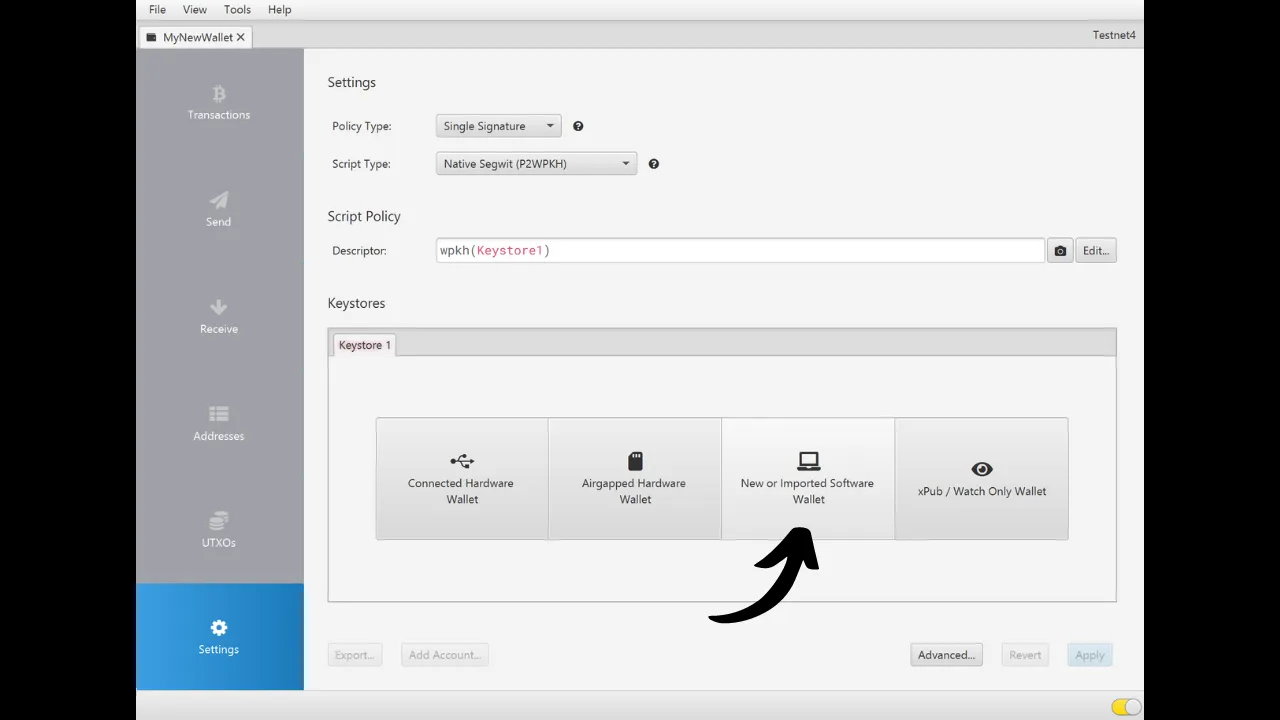 File View Tools Help
MyNewWallet
Testnet4
Transactions
Send
Receive
Addresses
UTXOs
Settings
Settings
Policy Type: Single Signature
Script Type: Native Segwit (P2WPKH)
Script Policy
Descriptor: wpkh(Keystore1) Edit...
Keystores
Keystore 1
Connected Hardware
Wallet
Airgapped Hardware
Wallet
New or Imported Software
Wallet
xPub / Watch Only Wallet
Export... Add Account... Advanced... Revert Apply